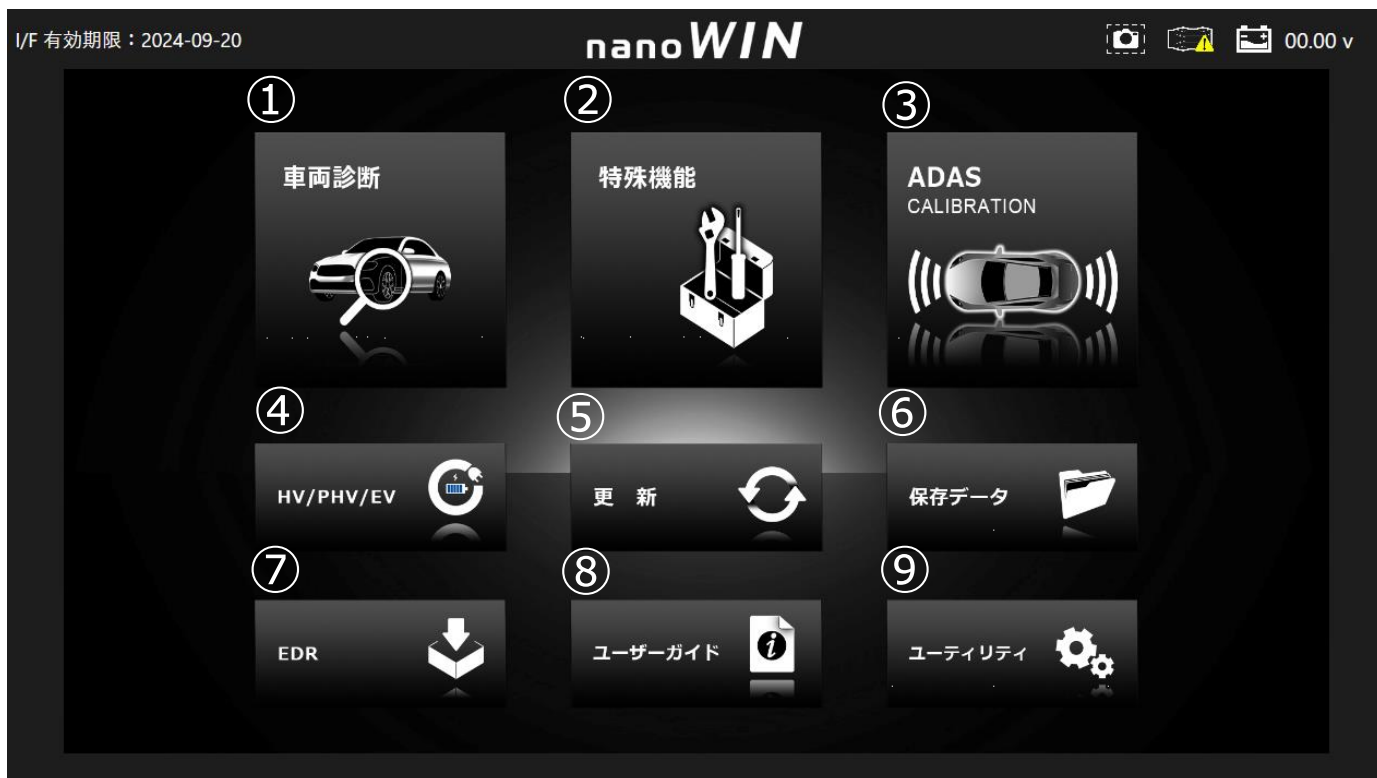 I/F 有効期限：2024-09-20
nanoWIN
00.00 v
①
②
③
車両診断
特殊機能
ADAS
CALIBRATION
④
⑤
⑥
HV/PHV/EV
更 新
保存データ
⑦
⑧
⑨
EDR
ユーザーガイド
ユーティリティ